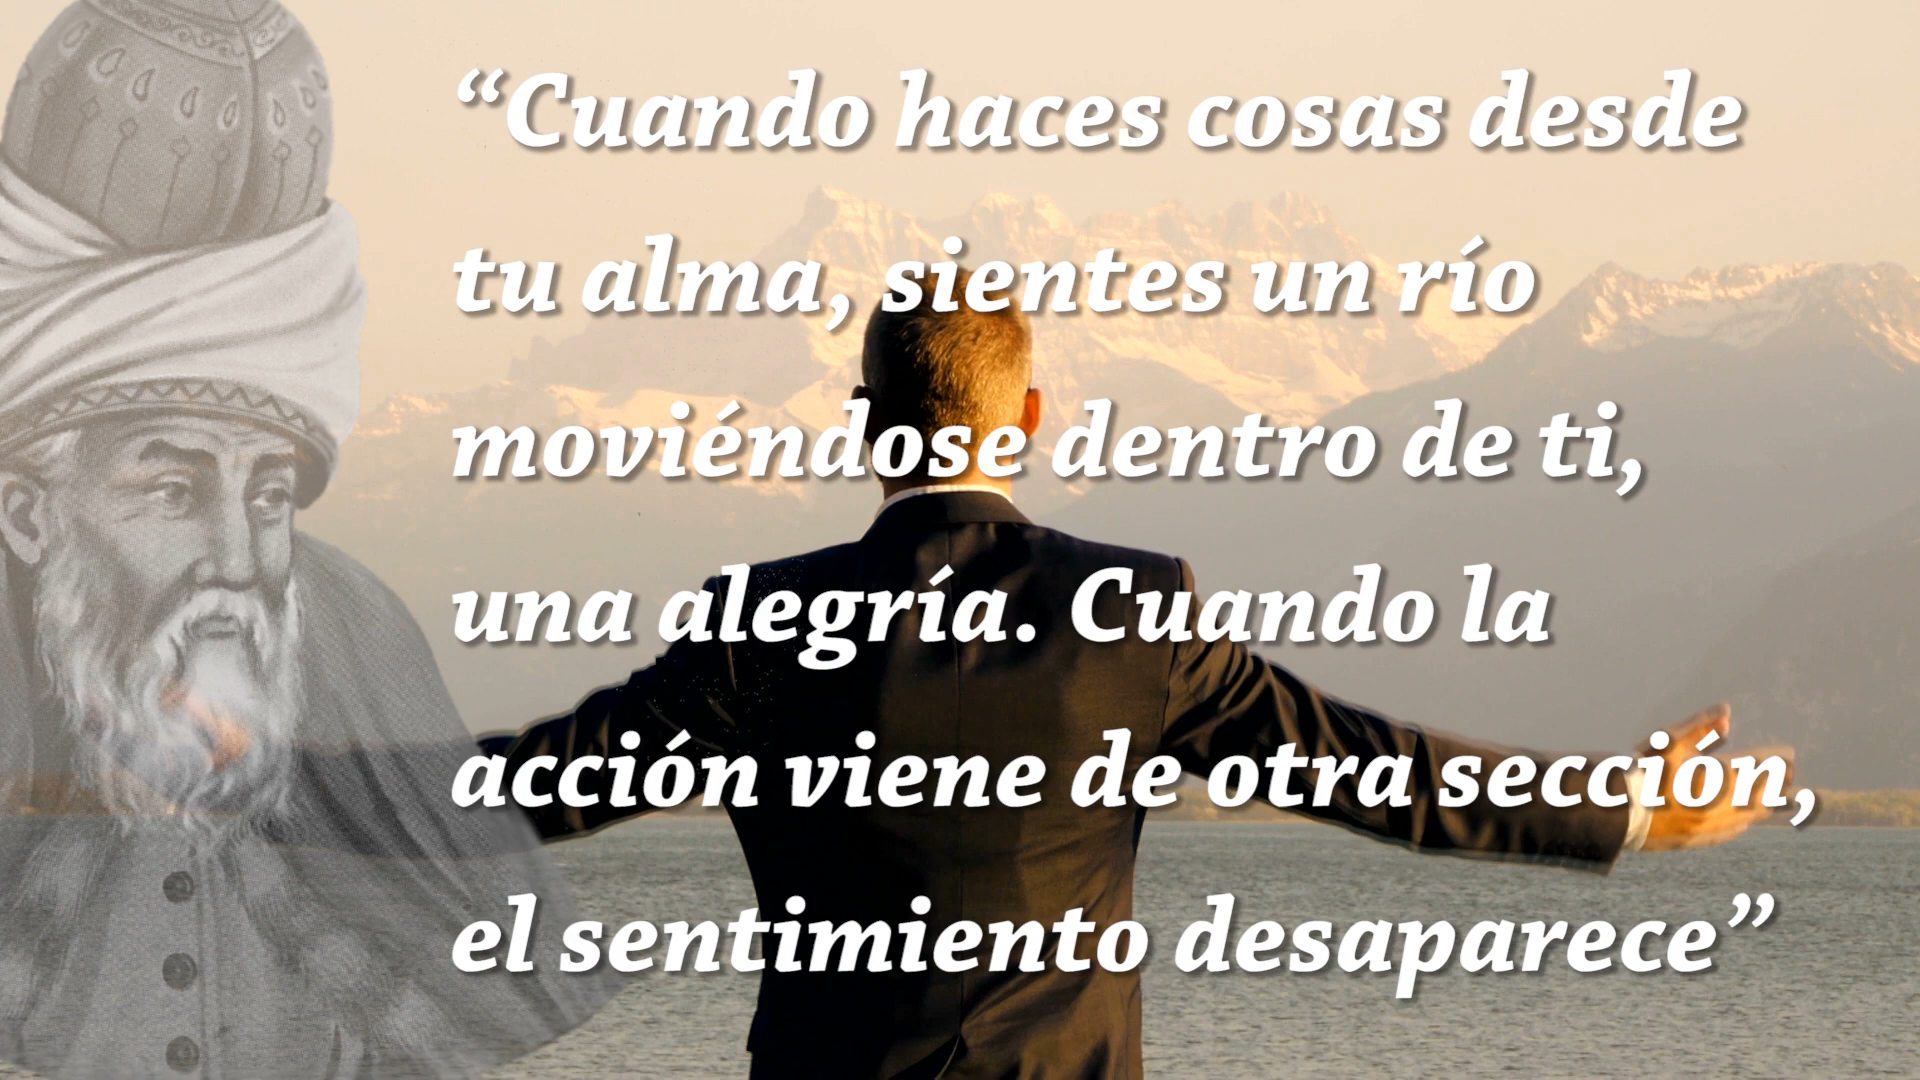 “Cuando haces cosas desde
tu alma, sientes un río
moviéndose dentro de ti,
una alegría. Cuando la
acción viene de otra sección,
el sentimiento desaparece”